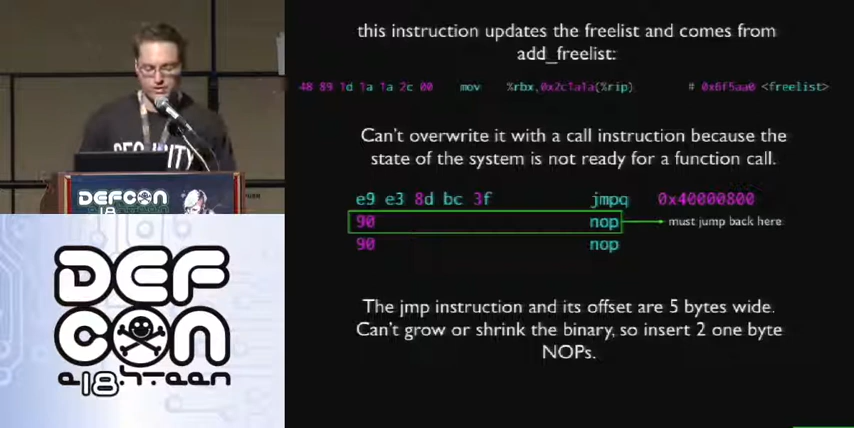 this instruction updates the freelist and comes from
add_freelist:
48 89 1d 1a 1a 2c 00 mov %rbx,0x2c1a1a(%rip) # 0x6f5aa0 <freelist>
Can't overwrite it with a call instruction because the
state of the system is not ready for a function call.
e9 e3 8d bc 3f jmpq 0x40000800
90 nop must jump back here
90 nop
The jmp instruction and its offset are 5 bytes wide.
Can't grow or shrink the binary, so insert 2 one byte
NOPs.
SECURITY
DEFCON
18
DEF
CON
e18hteen